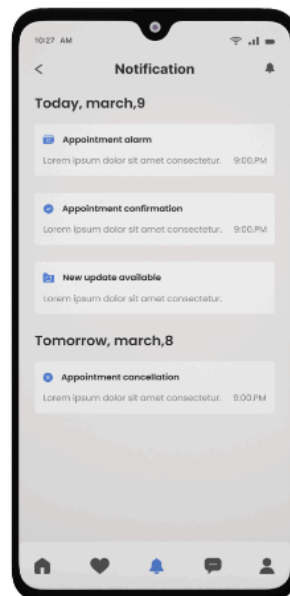 10:27 AM
Notification
Today, march,9
Appointment alarm
Lorem ipsum dolor sit amet consectetur. 9:00.PM
Appointment confirmation
Lorem ipsum dolor sit amet consectetur. 9:00.PM
New update available
Lorem ipsum dolor sit amet consectetur.
Tomorrow, march,8
Appointment cancellation
Lorem ipsum dolor sit amet consectetur. 9:00.PM